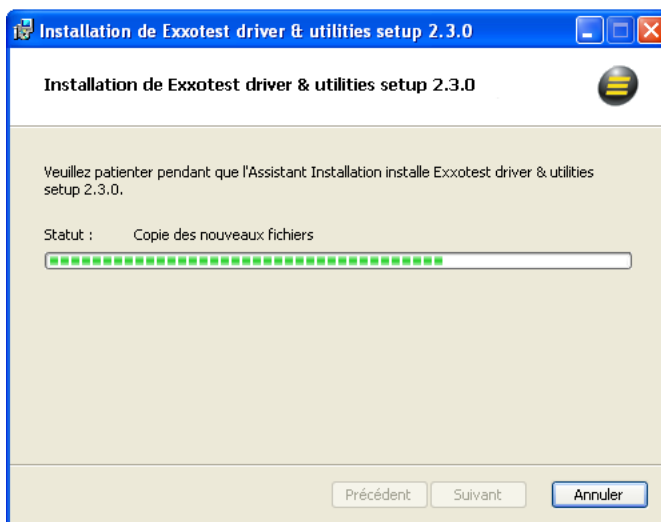 Installation de Exxotest driver & utilities setup 2.3.0
Installation de Exxotest driver & utilities setup 2.3.0
Veuillez patienter pendant que l'Assistant Installation installe Exxotest driver & utilities
setup 2.3.0.
Statut : Copie des nouveaux fichiers
Précédent Suivant Annuler